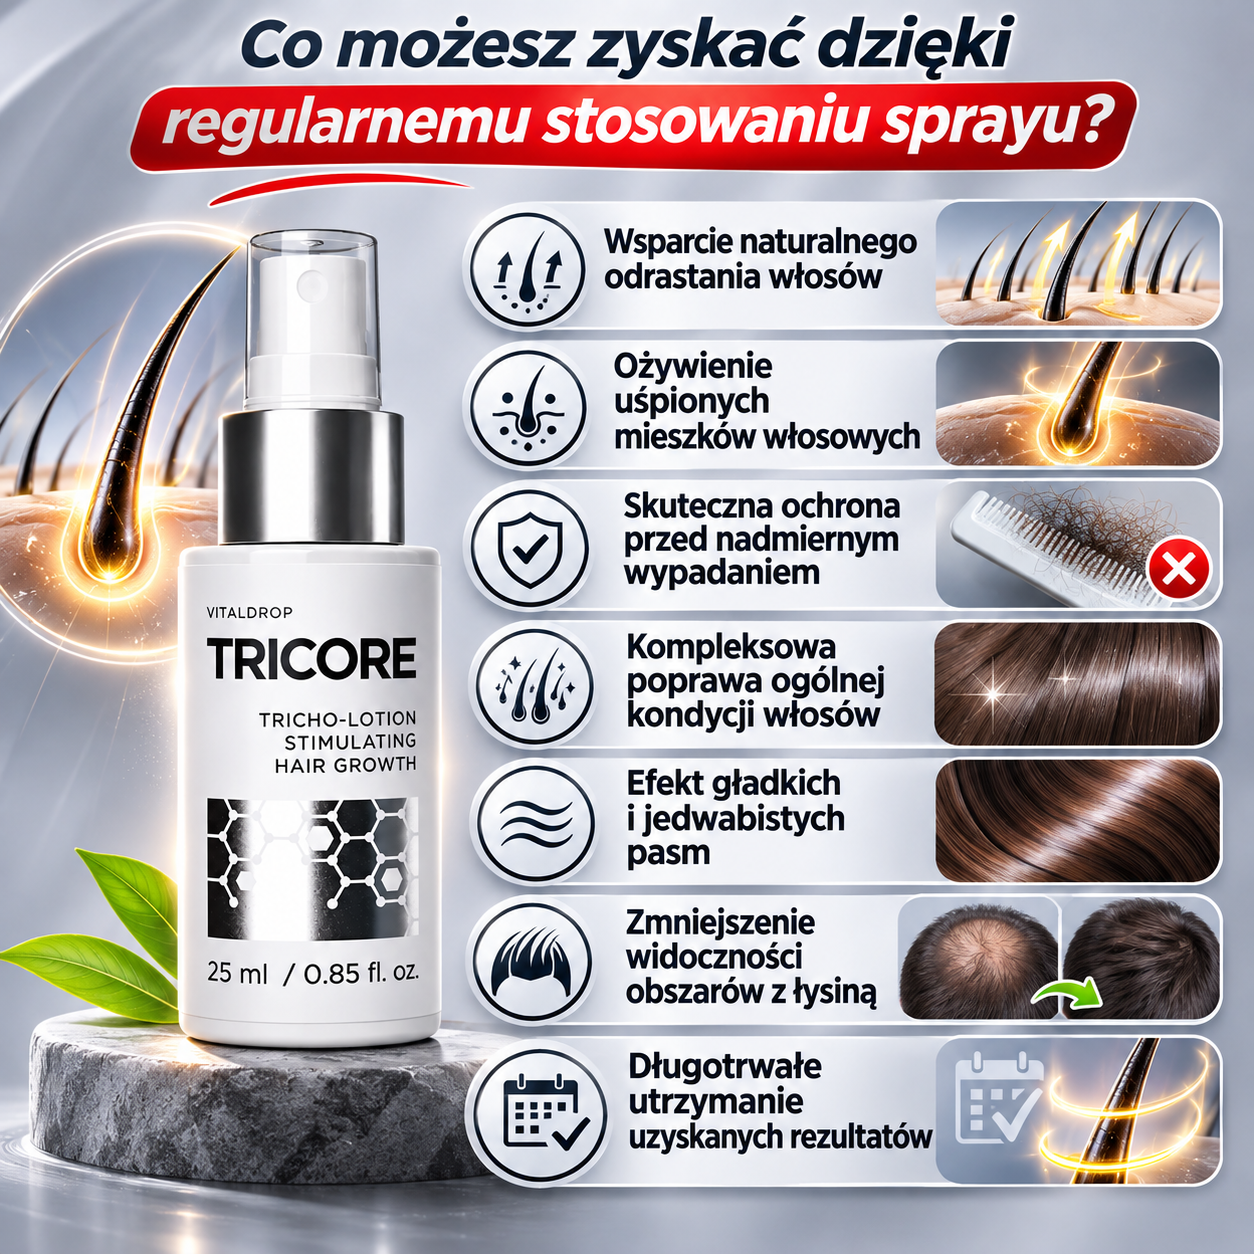 Co możesz zyskać dzięki
regularnemu stosowaniu sprayu?
Wsparcie naturalnego
odrastania włosów
Ożywienie
uśpionych
mieszków włosowych
Skuteczna ochrona
przed nadmiernym
wypadaniem
Kompleksowa
poprawa ogólnej
kondycji włosów
Efekt gładkich
i jedwabistych
pasm
Zmniejszenie
widoczności
obszarów z łysiną
Długotrwałe
utrzymanie
uzyskanych rezultatów
VITALDROP
TRICORE
TRICHO-LOTION
STIMULATING
HAIR GROWTH
25 ml / 0.85 fl. oz.